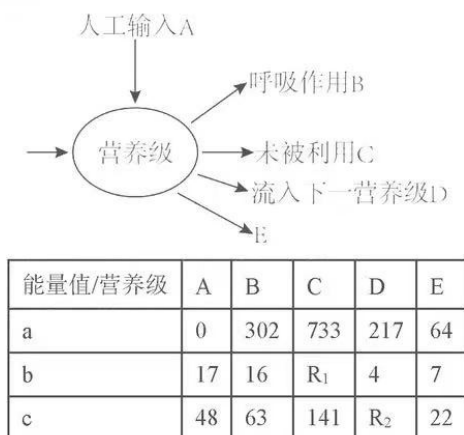 人工输入A
呼吸作用B
营养级
未被利用C
流入下一营养级D
E
能量值/营养级 A B C D E
a 0 302 733 217 64
b 17 16 R₁ 4 7
c 48 63 141 R₂ 22